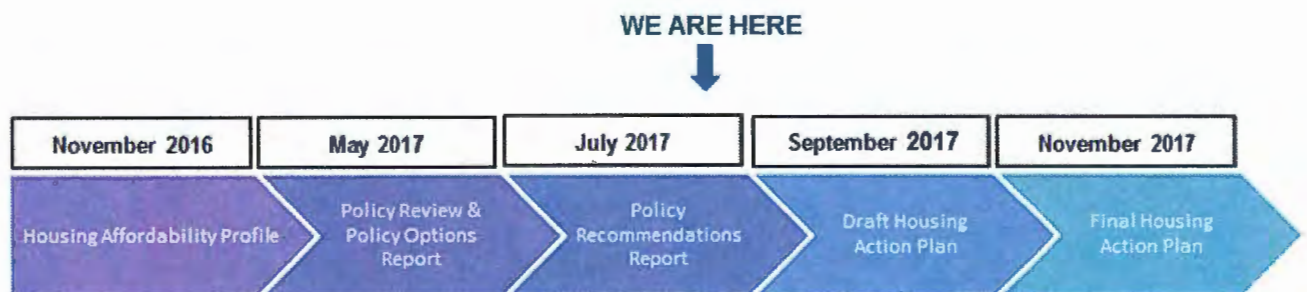 WE ARE HERE
November 2016
May 2017
July 2017
September 2017
November 2017
Housing Affordability Profile
Policy Review &
Policy Options
Report
Policy
Recommendations
Report
Draft Housing
Action Plan
Final Housing
Action Plan